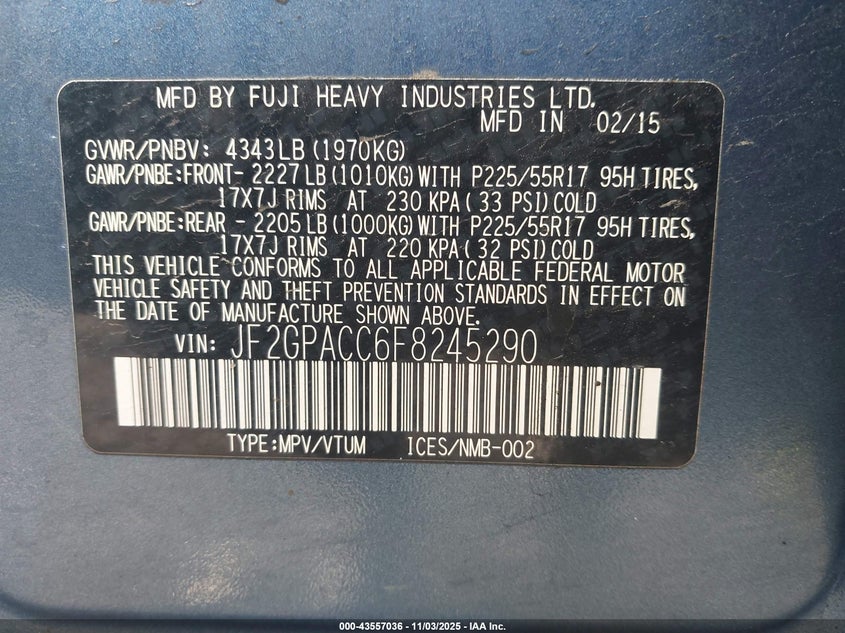 MFD BY FUJI HEAVY INDUSTRIES LTD.
MFD IN 02/15
GVWR/PNBV: 4343LB (1970KG)
GAWR/PNBE:FRONT- 2227LB (1010KG) WITH P225/55R17 95H TIRES,
17X7J RIMS AT 230 KPA ( 33 PSI) COLD
GAWR/PNBE:REAR - 2205LB (1000KG) WITH P225/55R17 95H TIRES,
17X7J RIMS AT 220 KPA ( 32 PSI) COLD
THIS VEHICLE CONFORMS TO ALL APPLICABLE FEDERAL MOTOR
VEHICLE SAFETY AND THEFT PREVENTION STANDARDS IN EFFECT ON
THE DATE OF MANUFACTURE SHOWN ABOVE.
VIN: JF2GPACC6F8245290
TYPE:MPV/VTUM ICES/NMB-002
000-43557036 - 11/03/2025 - IAA Inc.